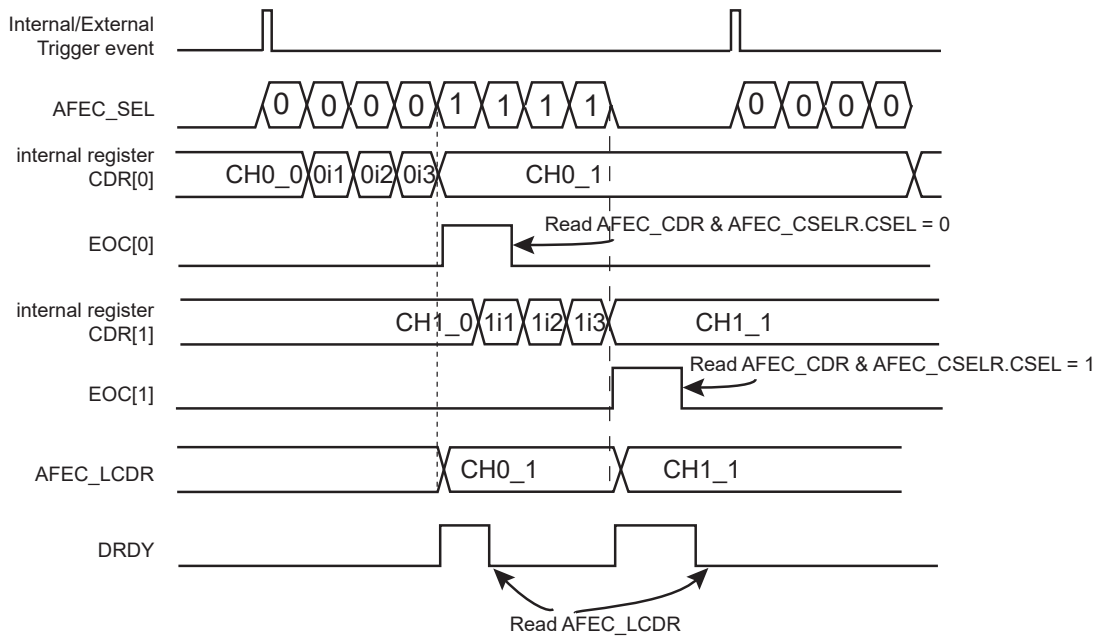 Internal/External
Trigger event
AFEC_SEL
0 0 0 0 1 1 1 1 0 0 0 0
internal register
CDR[0]
CH0_0 0i1 0i2 0i3 CH0_1
EOC[0]
Read AFEC_CDR & AFEC_CSELR.CSEL = 0
internal register
CDR[1]
CH1_0 1i1 1i2 1i3 CH1_1
EOC[1]
Read AFEC_CDR & AFEC_CSELR.CSEL = 1
AFEC_LCDR
CH0_1 CH1_1
DRDY
Read AFEC_LCDR